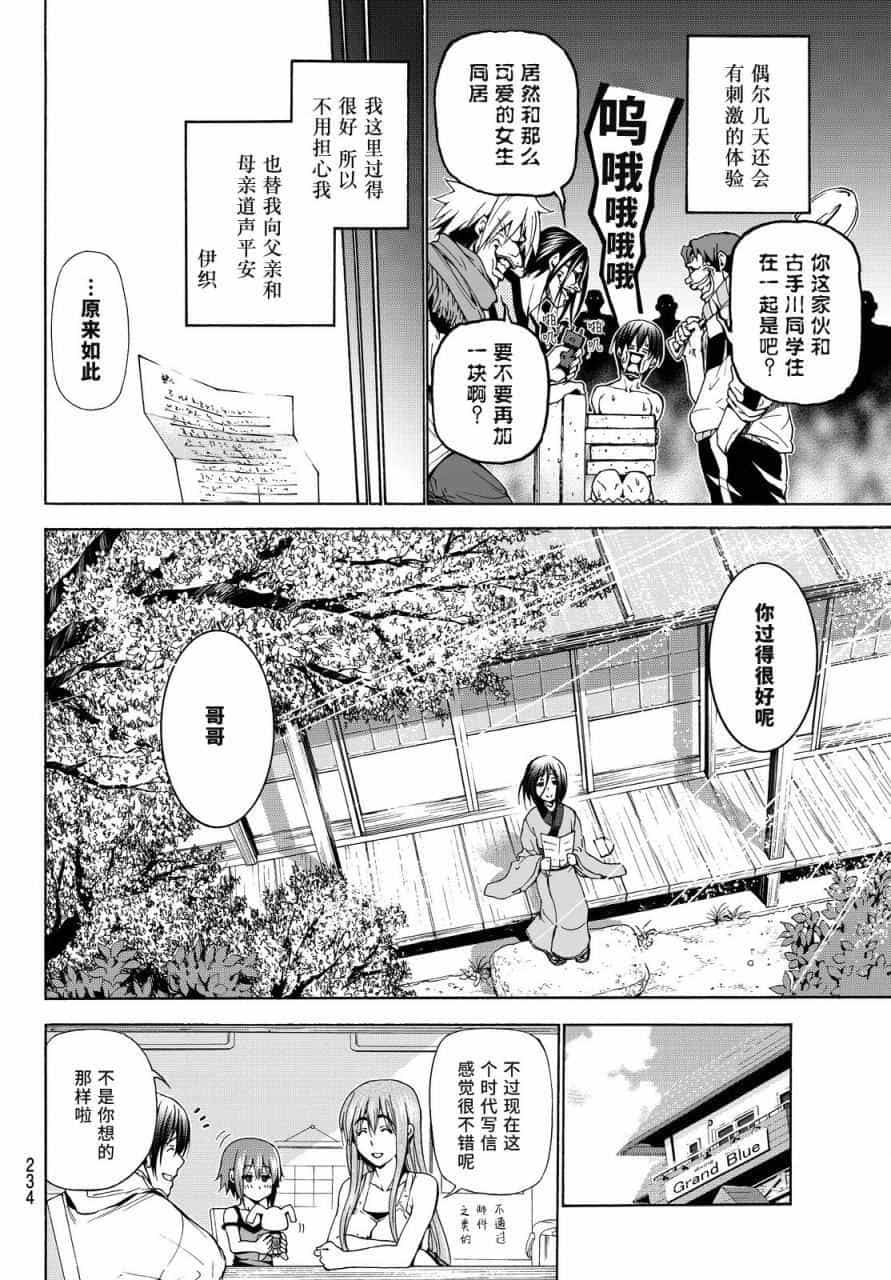 偶尔几天还会
有刺激的体验
你这家伙和
古手川同学住
在一起是吧？
呜哦哦哦哦
居然和那么
可爱的女生
同居
要不要再加
一块啊？
我这里过得
很好 所以
不用担心我
也替我向父亲和
母亲道声平安
伊织
…原来如此
你过得很好呢
哥哥
Grand Blue
不过现在这
个时代写信
感觉很不错呢
不通过
邮件
之类的
不是你想的
那样啦
234